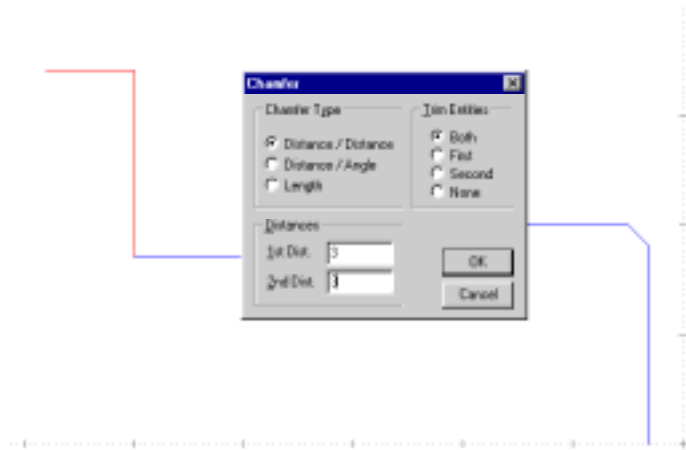 Chamfer
Chamfer Type
Distance / Distance
Distance / Angle
Length
Trim Entities
Both
First
Second
None
Distances
1st Dist. 3
2nd Dist. 3
OK
Cancel